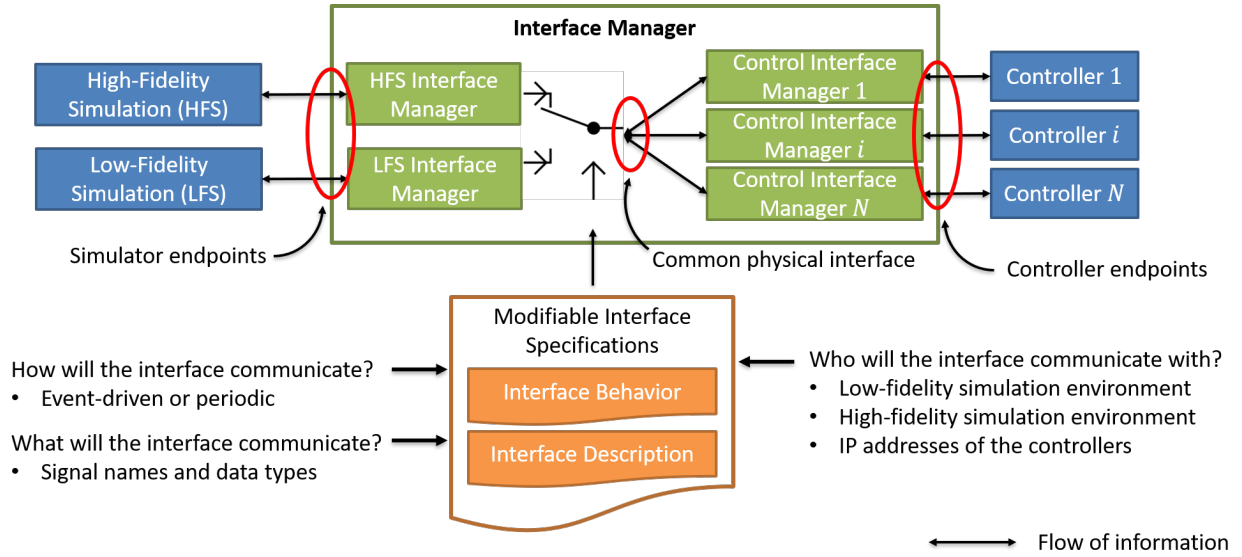 Interface Manager
High-Fidelity
Simulation (HFS)
HFS Interface
Manager
Control Interface
Manager 1
Controller 1
Control Interface
Manager i
Controller i
Low-Fidelity
Simulation (LFS)
LFS Interface
Manager
Control Interface
Manager N
Controller N
Simulator endpoints
Common physical interface
Controller endpoints
Modifiable Interface
Specifications
Interface Behavior
Interface Description
How will the interface communicate?
• Event-driven or periodic
What will the interface communicate?
• Signal names and data types
Who will the interface communicate with?
• Low-fidelity simulation environment
• High-fidelity simulation environment
• IP addresses of the controllers
Flow of information